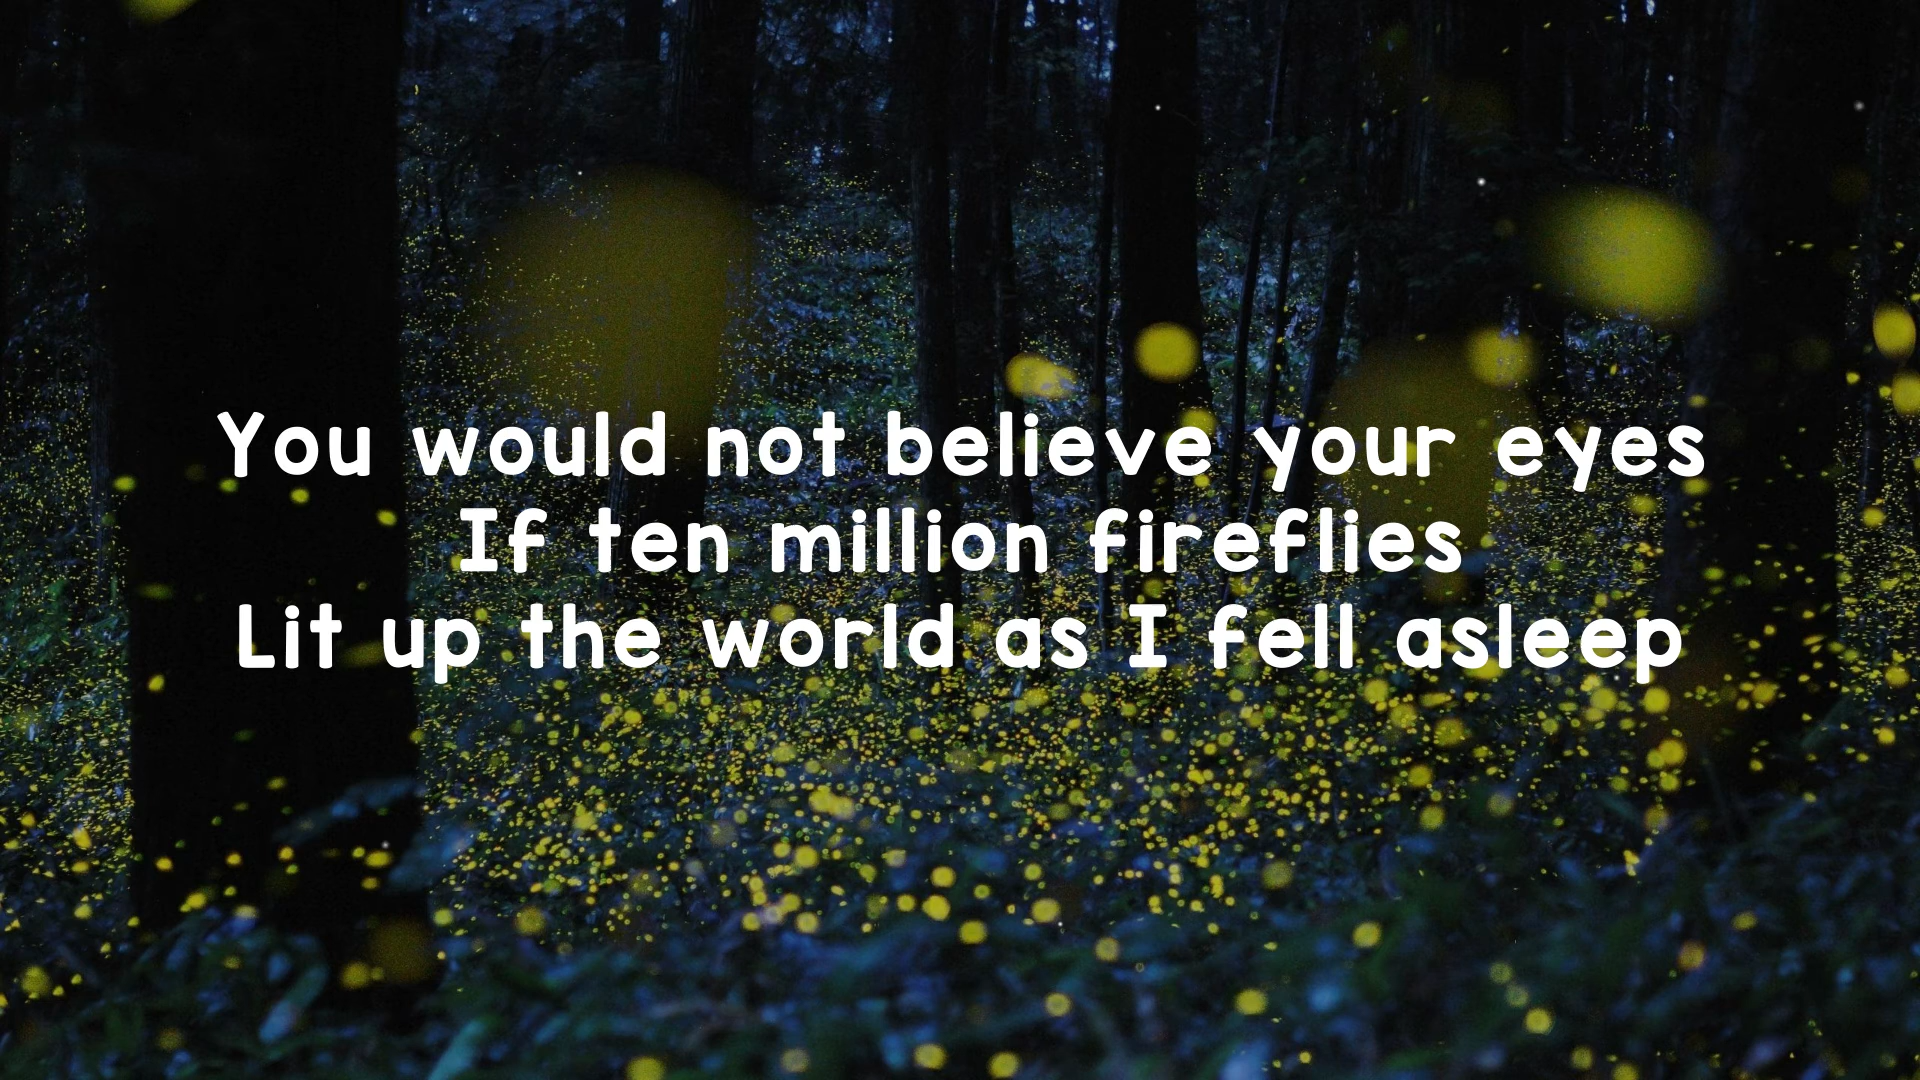 You would not believe your eyes
If ten million fireflies
Lit up the world as I fell asleep